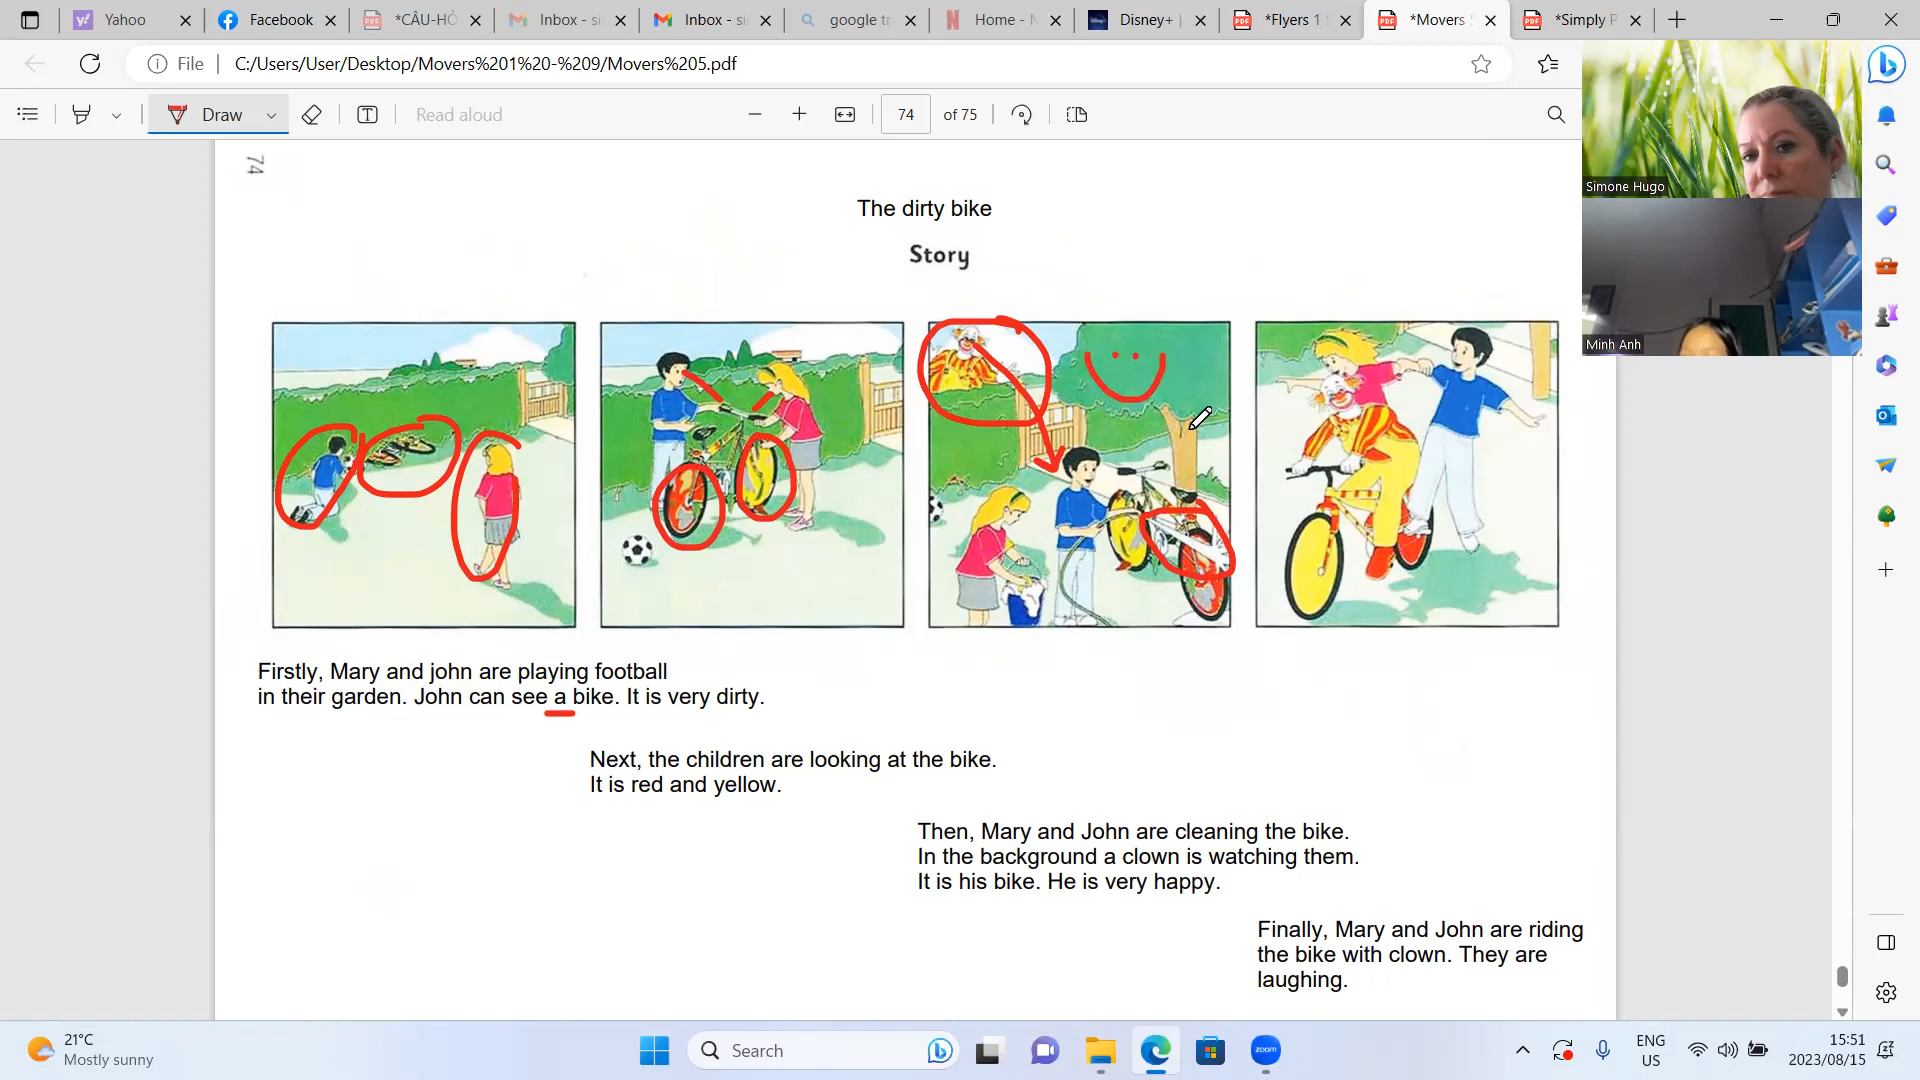 Yahoo
Facebook
*CÂU-HỎ
Inbox - si
Inbox - si
google tr
Home - N
Disney+ |
*Flyers 1 S
*Movers 5
*Simply P
File
C:/Users/User/Desktop/Movers%201%20-%209/Movers%205.pdf
Draw
Read aloud
74
of 75
74
The dirty bike
Story
Firstly, Mary and john are playing football
in their garden. John can see a bike. It is very dirty.
Next, the children are looking at the bike.
It is red and yellow.
Then, Mary and John are cleaning the bike.
In the background a clown is watching them.
It is his bike. He is very happy.
Finally, Mary and John are riding
the bike with clown. They are
laughing.
Simone Hugo
Minh Anh
21°C
Mostly sunny
Search
zoom
ENG
US
15:51
2023/08/15